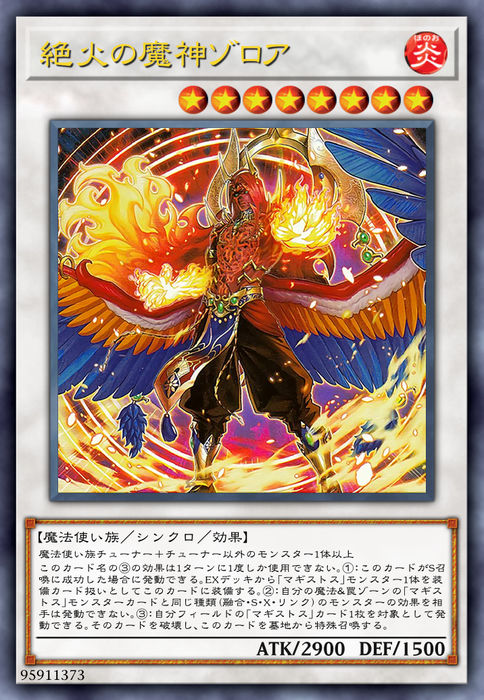 絶火の魔神ゾロア
ほのお
炎
【魔法使い族／シンクロ／効果】
魔法使い族チューナー＋チューナー以外のモンスター1体以上
このカード名の③の効果は1ターンに1度しか使用できない。①：このカードがS召
喚に成功した場合に発動できる。EXデッキから「マギストス」モンスター1体を装
備カード扱いとしてこのカードに装備する。②：自分の魔法&罠ゾーンの「マギスト
ス」モンスターカードと同じ種類（融合・S・X・リンク）のモンスターの効果を相
手は発動できない。③：自分フィールドの「マギストス」カード1枚を対象として発
動できる。そのカードを破壊し、このカードを墓地から特殊召喚する。
ATK/2900 DEF/1500
95911373